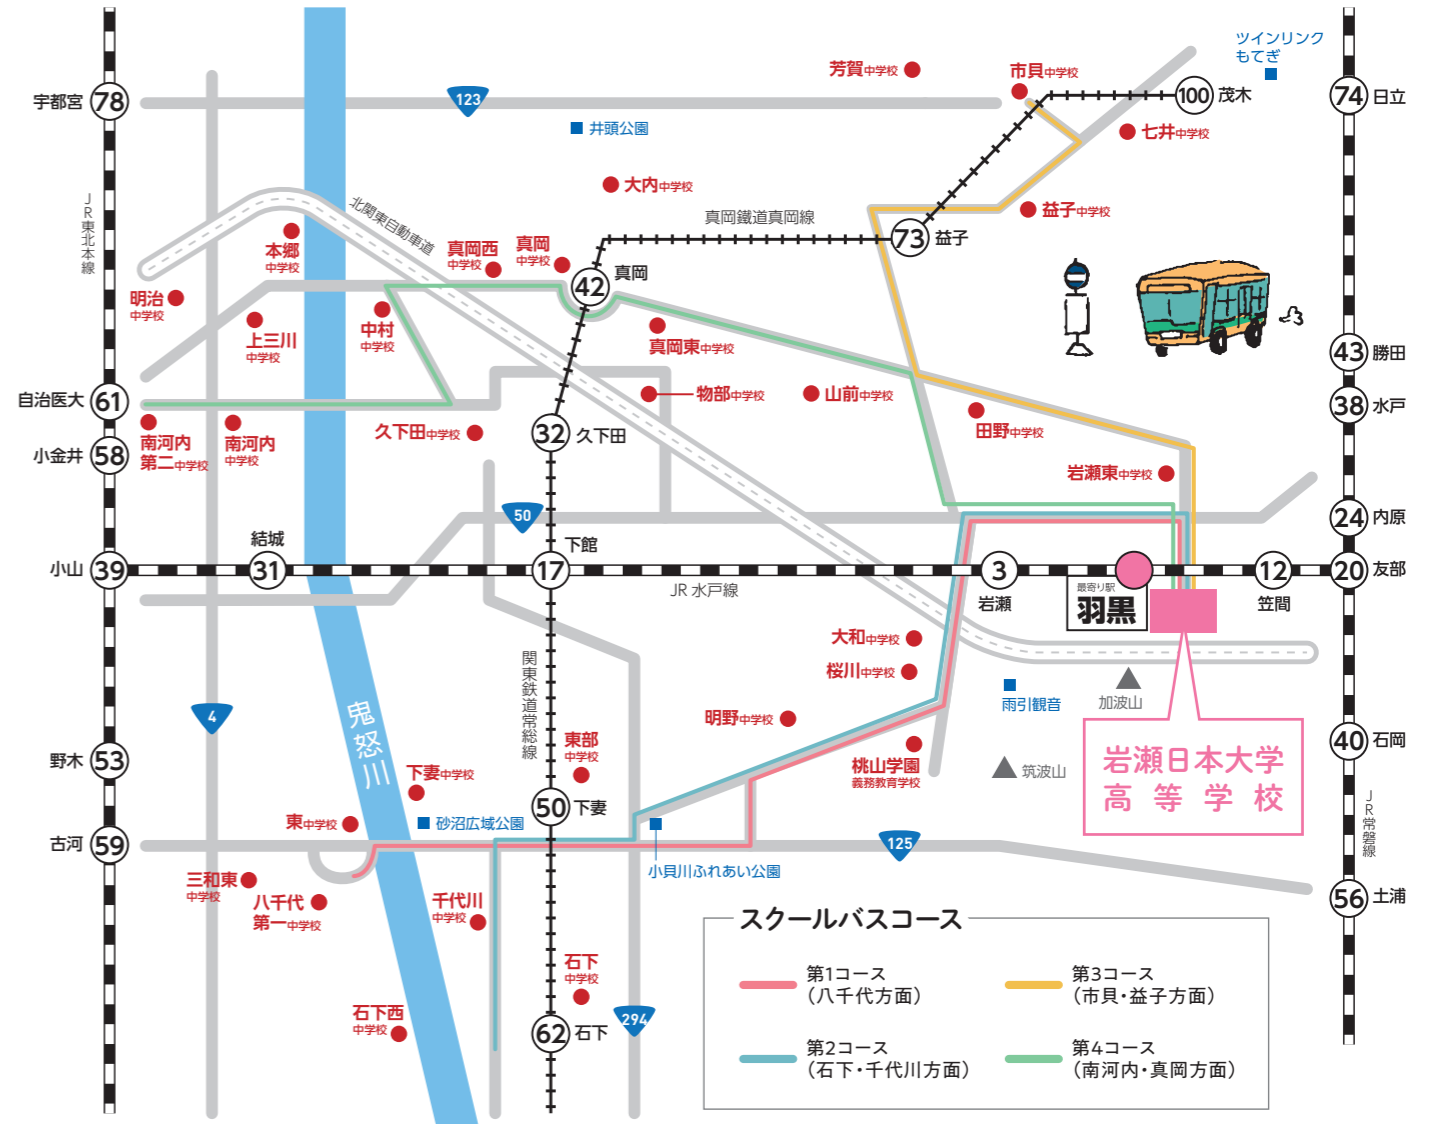 ツインリンク
もてぎ
芳賀中学校
市貝中学校
宇都宮
78
123
100
茂木
74
日立
井頭公園
七井中学校
大内中学校
JR東北本線
北関東自動車道
真岡鐵道真岡線
益子中学校
本郷
中学校
真岡西
中学校
真岡
中学校
73
益子
42
真岡
明治
中学校
上三川
中学校
中村
中学校
真岡東中学校
43
勝田
自治医大
61
物部中学校
山前中学校
38
水戸
南河内
第二中学校
南河内
中学校
久下田中学校
32
久下田
田野中学校
小金井
58
岩瀬東中学校
50
24
内原
結城
下館
小山
39
31
17
JR 水戸線
3
岩瀬
最寄り駅
羽黒
12
笠間
20
友部
大和中学校
桜川中学校
関東鉄道常総線
雨引観音
加波山
4
鬼怒川
明野中学校
東部
中学校
桃山学園
義務教育学校
筑波山
岩瀬日本大学
高等学校
40
石岡
野木
53
下妻中学校
50
下妻
JR常磐線
東中学校
砂沼広域公園
古河
59
125
小貝川ふれあい公園
三和東
中学校
八千代
第一中学校
千代川
中学校
56
土浦
石下
中学校
石下西
中学校
62
石下
294
スクールバスコース
第1コース
(八千代方面)
第3コース
(市貝・益子方面)
第2コース
(石下・千代川方面)
第4コース
(南河内・真岡方面)